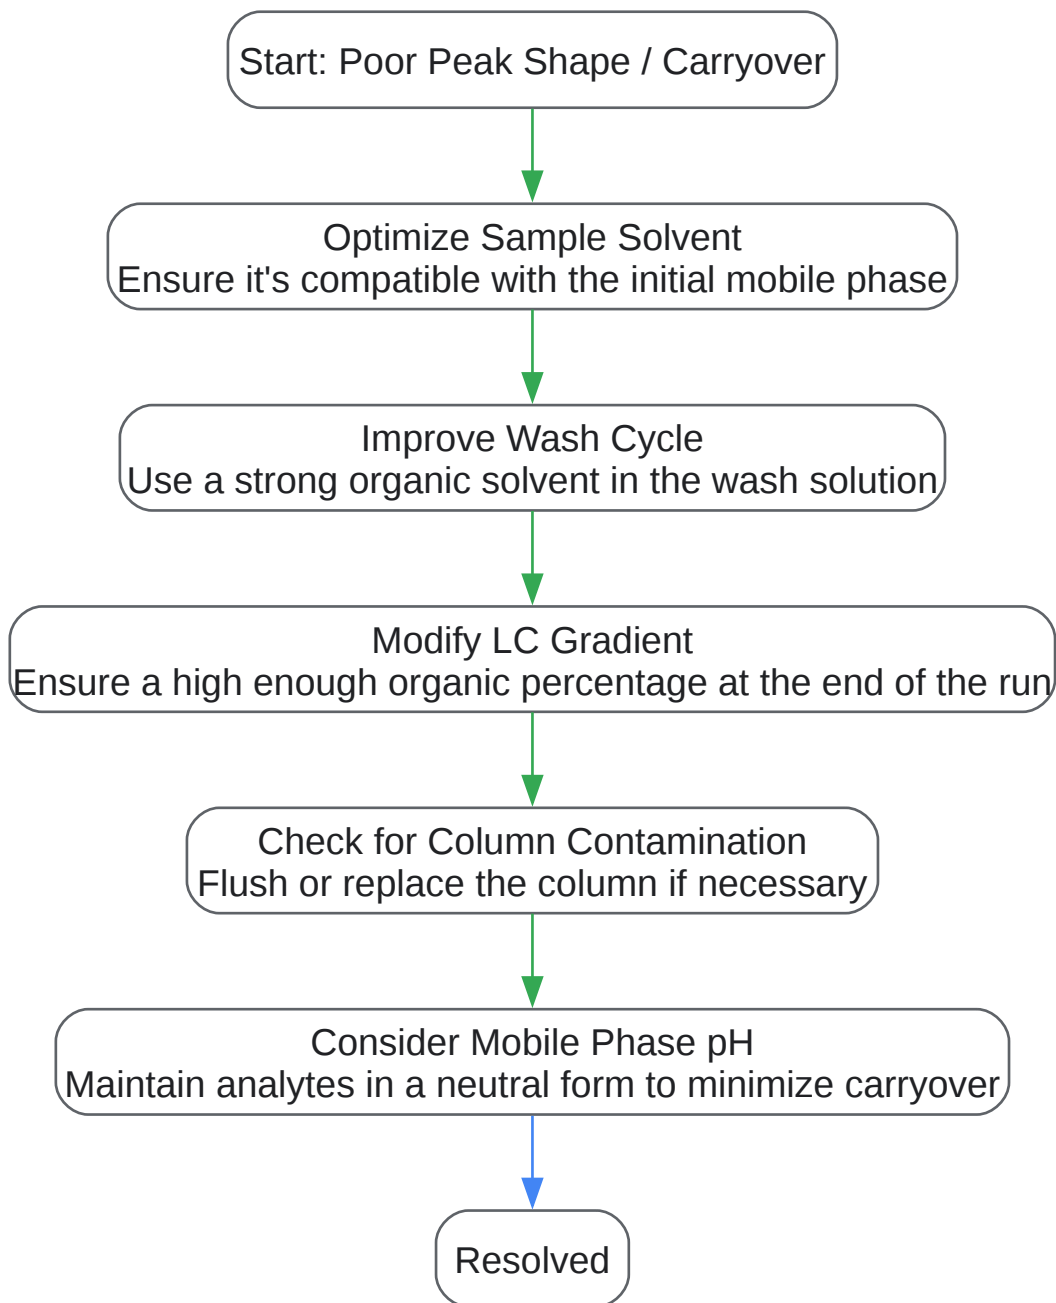 Start: Poor Peak Shape / Carryover
Optimize Sample Solvent
Ensure it's compatible with the initial mobile phase
Improve Wash Cycle
Use a strong organic solvent in the wash solution
Modify LC Gradient
Ensure a high enough organic percentage at the end of the run
Check for Column Contamination
Flush or replace the column if necessary
Consider Mobile Phase pH
Maintain analytes in a neutral form to minimize carryover
Resolved